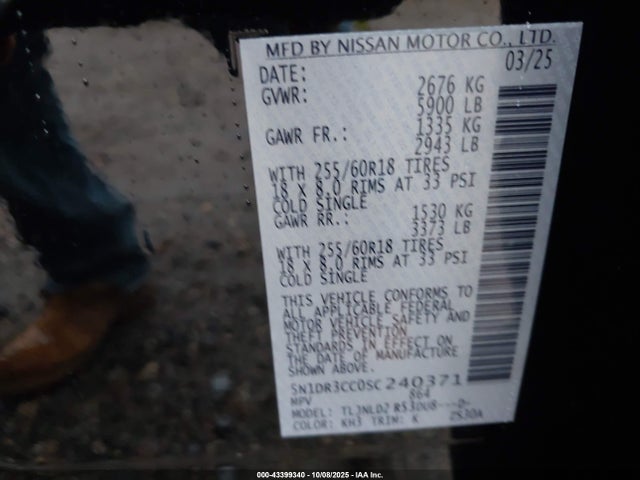 MFD BY NISSAN MOTOR CO., LTD.
DATE: 03/25
GVWR: 2676 KG
5900 LB
GAWR FR.: 1335 KG
2943 LB
WITH 255/60R18 TIRES
18 X 8.0 RIMS AT 33 PSI
COLD SINGLE
GAWR RR.: 1530 KG
3373 LB
WITH 255/60R18 TIRES
18 X 8.0 RIMS AT 33 PSI
COLD SINGLE
THIS VEHICLE CONFORMS TO
ALL APPLICABLE FEDERAL
MOTOR VEHICLE SAFETY AND
THEFT PREVENTION
STANDARDS IN EFFECT ON
THE DATE OF MANUFACTURE
SHOWN ABOVE.
5N1DR3CC0SC240371
MPV 864
MODEL:
COLOR: KH3 TRIM: K
000-43399340 - 10/08/2025 - IAA Inc.